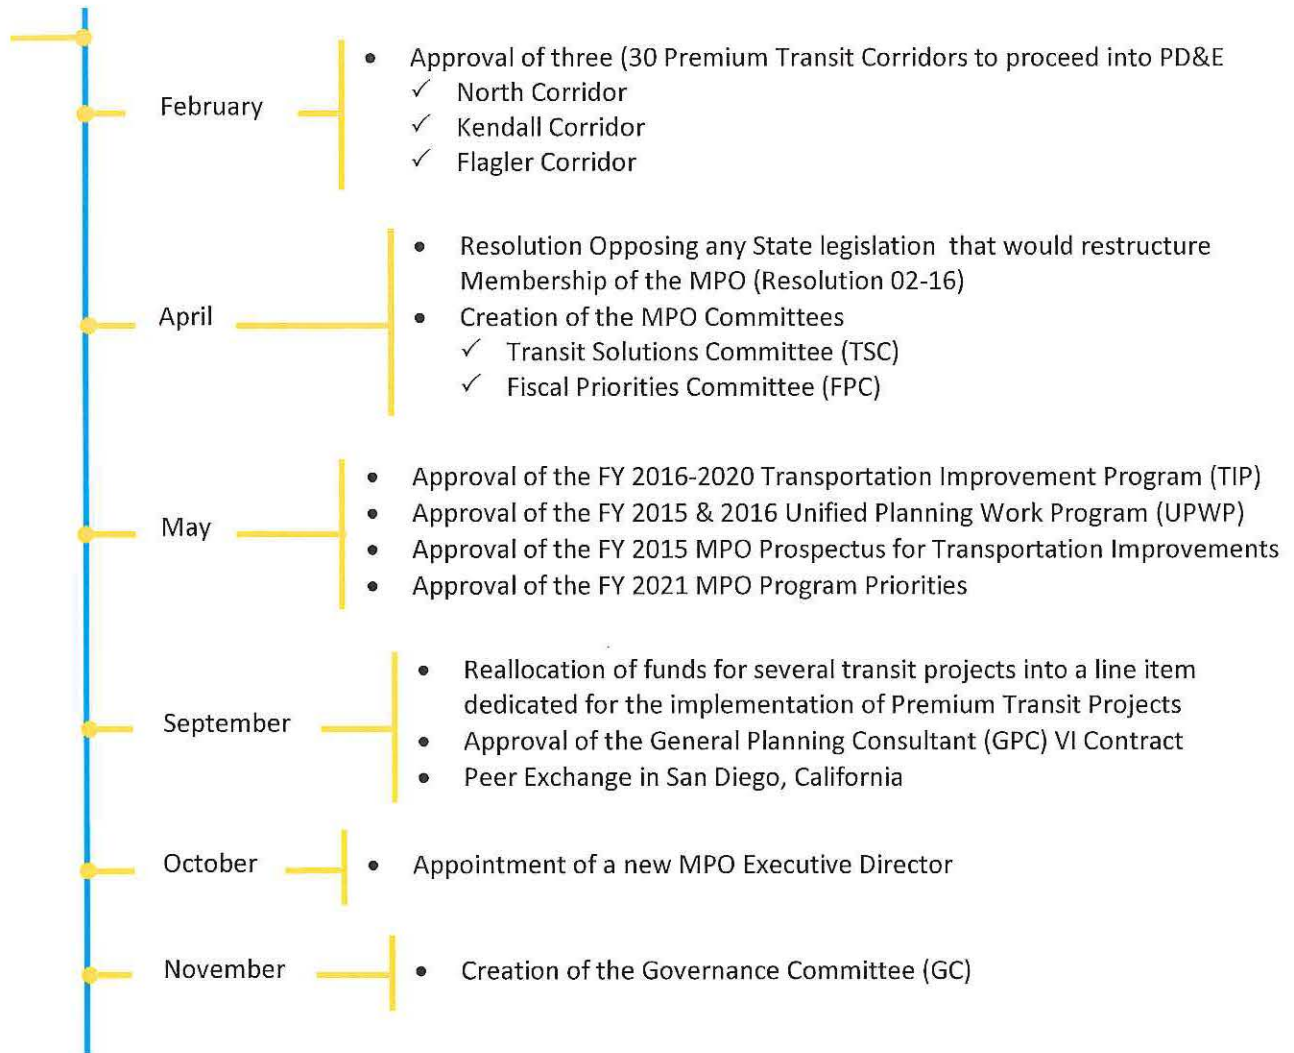 February
• Approval of three (30 Premium Transit Corridors to proceed into PD&E
✓ North Corridor
✓ Kendall Corridor
✓ Flagler Corridor
April
• Resolution Opposing any State legislation that would restructure
Membership of the MPO (Resolution 02-16)
• Creation of the MPO Committees
✓ Transit Solutions Committee (TSC)
✓ Fiscal Priorities Committee (FPC)
May
• Approval of the FY 2016-2020 Transportation Improvement Program (TIP)
• Approval of the FY 2015 & 2016 Unified Planning Work Program (UPWP)
• Approval of the FY 2015 MPO Prospectus for Transportation Improvements
• Approval of the FY 2021 MPO Program Priorities
September
• Reallocation of funds for several transit projects into a line item
dedicated for the implementation of Premium Transit Projects
• Approval of the General Planning Consultant (GPC) VI Contract
• Peer Exchange in San Diego, California
October
• Appointment of a new MPO Executive Director
November
• Creation of the Governance Committee (GC)